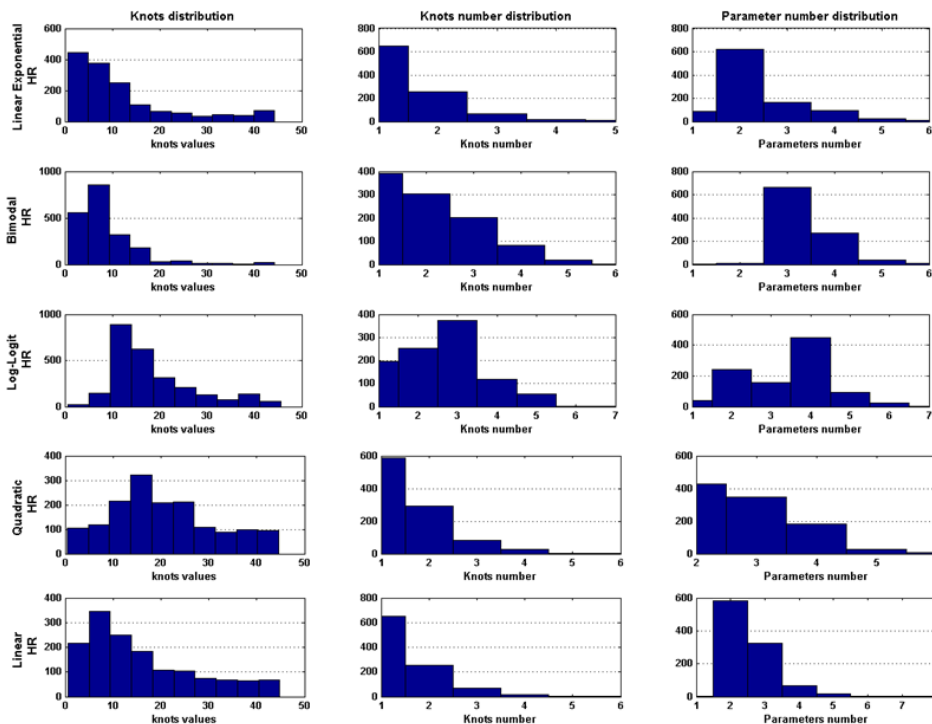 Knots distribution
Knots number distribution
Parameter number distribution
Linear Exponential
HR
600
400
200
0
0 10 20 30 40 50
knots values
800
600
400
200
0
1 2 3 4 5
Knots number
800
600
400
200
0
1 2 3 4 5 6
Parameters number
Bimodal
HR
1000
500
0
0 10 20 30 40 50
knots values
400
300
200
100
0
1 2 3 4 5 6
Knots number
800
600
400
200
0
1 2 3 4 5 6
Parameters number
Log-Logit
HR
1000
500
0
0 10 20 30 40 50
knots values
400
300
200
100
0
1 2 3 4 5 6 7
Knots number
600
400
200
0
1 2 3 4 5 6 7
Parameters number
Quadratic
HR
400
300
200
100
0
0 10 20 30 40 50
knots values
600
400
200
0
1 2 3 4 5 6
Knots number
600
400
200
0
2 3 4 5
Parameters number
Linear
HR
400
300
200
100
0
0 10 20 30 40 50
knots values
800
600
400
200
0
1 2 3 4 5 6
Knots number
600
400
200
0
1 2 3 4 5 6 7 8
Parameters number